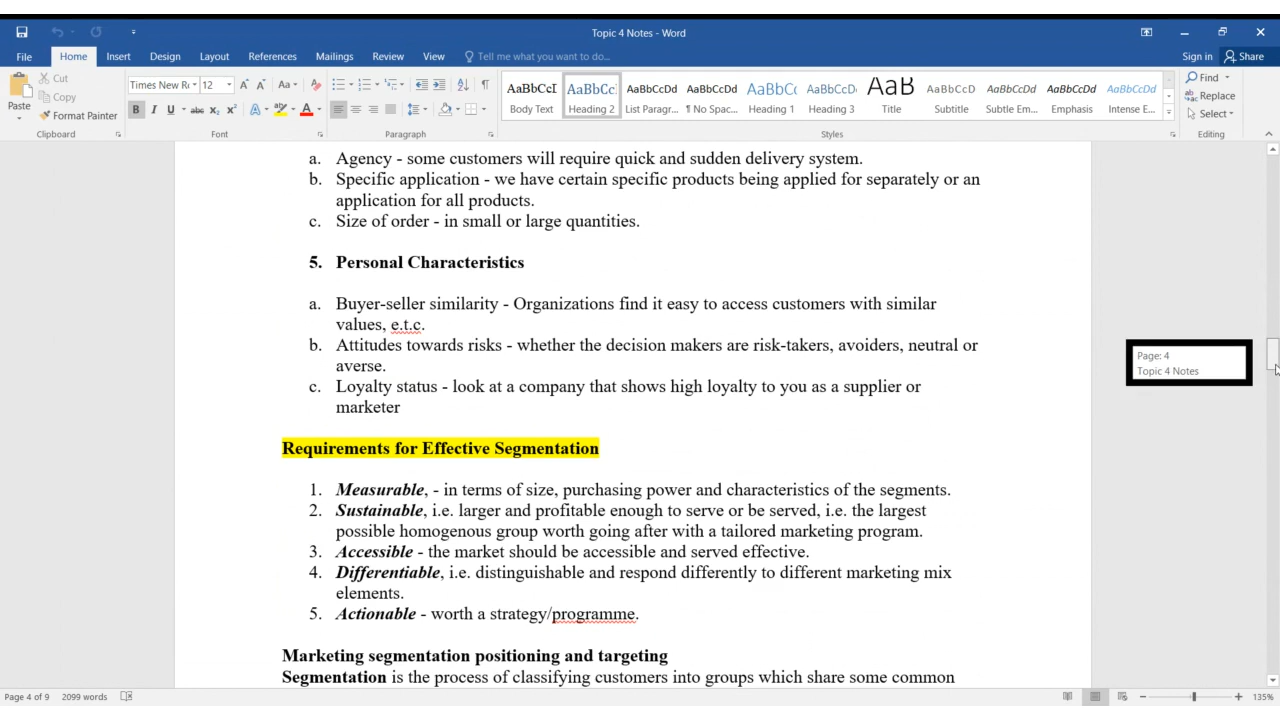 Topic 4 Notes - Word
File Home Insert Design Layout References Mailings Review View Tell me what you want to do... Sign in Share
Paste
Cut
Copy
Format Painter
Clipboard
Times New Ro 12
Font
Paragraph
AaBbCcI AaBbCc AaBbCcDd AaBbCcDd AaBbCc AaBbCcDc AaB AaBbCcD AaBbCcDd AaBbCcDd AaBbCcDd
Body Text Heading 2 List Paragr... ¶ No Spac... Heading 1 Heading 3 Title Subtitle Subtle Em... Emphasis Intense E...
Styles
Find
Replace
Select
Editing
a. Agency - some customers will require quick and sudden delivery system.
b. Specific application - we have certain specific products being applied for separately or an
application for all products.
c. Size of order - in small or large quantities.
5. Personal Characteristics
a. Buyer-seller similarity - Organizations find it easy to access customers with similar
values, e.t.c.
b. Attitudes towards risks - whether the decision makers are risk-takers, avoiders, neutral or
averse.
c. Loyalty status - look at a company that shows high loyalty to you as a supplier or
marketer
Page: 4
Topic 4 Notes
Requirements for Effective Segmentation
1. Measurable, - in terms of size, purchasing power and characteristics of the segments.
2. Sustainable, i.e. larger and profitable enough to serve or be served, i.e. the largest
possible homogenous group worth going after with a tailored marketing program.
3. Accessible - the market should be accessible and served effective.
4. Differentiable, i.e. distinguishable and respond differently to different marketing mix
elements.
5. Actionable - worth a strategy/programme.
Marketing segmentation positioning and targeting
Segmentation is the process of classifying customers into groups which share some common
Page 4 of 9 2099 words 135%